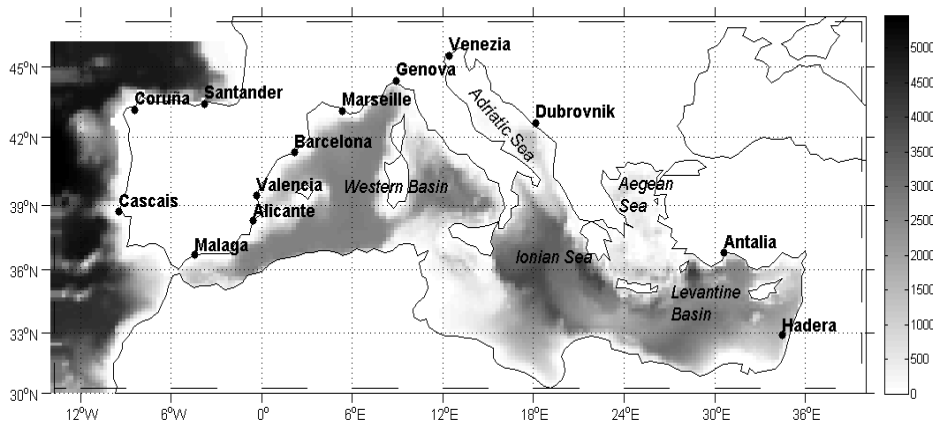 Venezia
Genova
Coruña
Santander
Marseille
Adriatic Sea
Dubrovnik
Barcelona
Valencia
Western Basin
Aegean
Sea
Cascais
Alicante
Malaga
Ionian Sea
Antalia
Levantine
Basin
Hadera
45°N
42°N
39°N
36°N
33°N
30°N
12°W
6°W
0°
6°E
12°E
18°E
24°E
30°E
36°E
5000
4500
4000
3500
3000
2500
2000
1500
1000
500
0